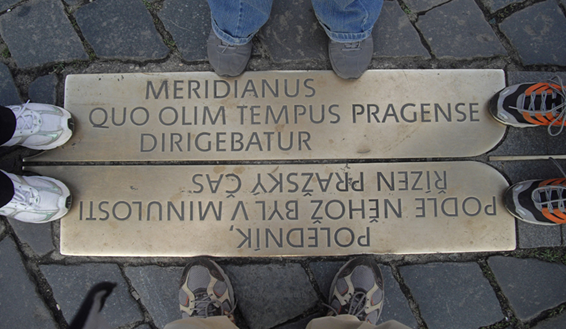 MERIDIANUS
QUO OLIM TEMPUS PRAGENSE
DIRIGEBATUR
POLEDNÍK,
PODLE NĚHOŽ BYL V MINULOSTI
ŘÍZEN PRAŽSKÝ ČAS